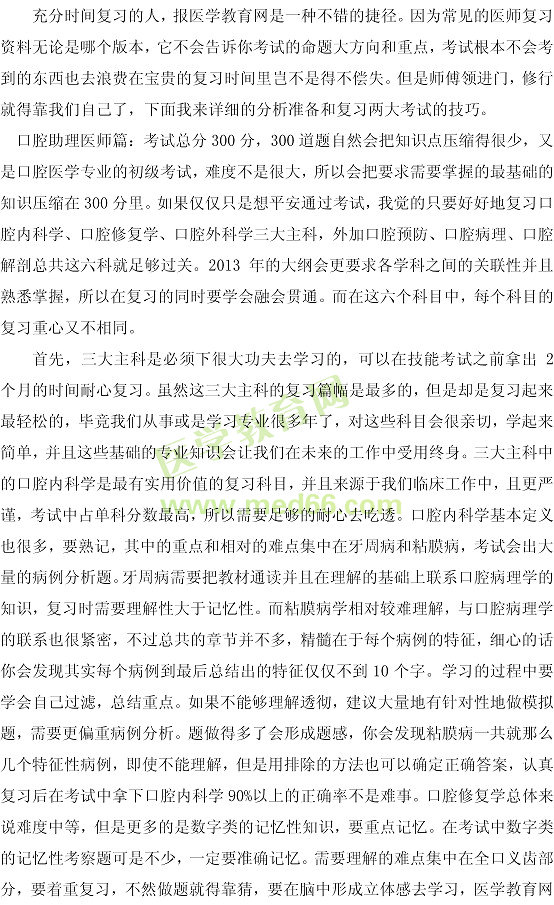 充分时间复习的人，报医学教育网是一种不错的捷径。因为常见的医师复习
资料无论是哪个版本，它不会告诉你考试的命题大方向和重点，考试根本不会考
到的东西也去浪费在宝贵的复习时间里岂不是得不偿失。但是师傅领进门，修行
就得靠我们自己了，下面我来详细的分析准备和复习两大考试的技巧。
口腔助理医师篇：考试总分 300 分，300 道题自然会把知识点压缩得很少，又
是口腔医学专业的初级考试，难度不是很大，所以会把要求需要掌握的最基础的
知识压缩在 300 分里。如果仅仅只是想平安通过考试，我觉的只要好好地复习口
腔内科学、口腔修复学、口腔外科学三大主科，外加口腔预防、口腔病理、口腔
解剖总共这六科就足够过关。2013 年的大纲会更要求各学科之间的关联性并且
熟悉掌握，所以在复习的同时要学会融会贯通。而在这六个科目中，每个科目的
复习重心又不相同。
首先，三大主科是必须下很大功夫去学习的，可以在技能考试之前拿出 2
个月的时间耐心复习。虽然这三大主科的复习篇幅是最多的，但是却是复习起来
最轻松的，毕竟我们从事或是学习专业很多年了，对这些科目会很亲切，学起来
简单，并且这些基础的专业知识会让我们在未来的工作中受用终身。三大主科中
的口腔内科学是最有实用价值的复习科目，并且来源于我们临床工作中，且更严
谨，考试中占单科分数最高，所以需要足够的耐心去吃透。口腔内科学基本定义
也很多，要熟记，其中的重点和相对的难点集中在牙周病和粘膜病，考试会出大
量的病例分析题。牙周病需要把教材通读并且在理解的基础上联系口腔病理学的
知识，复习时需要理解性大于记忆性。而粘膜病学相对较难理解，与口腔病理学
的联系也很紧密，不过总共的章节并不多，精髓在于每个病例的特征，细心的话
你会发现其实每个病例到最后总结出的特征仅仅不到 10 个字。学习的过程中要
学会自己过滤，总结重点。如果不能够理解透彻，建议大量地有针对性地做模拟
题，需要更偏重病例分析。题做得多了会形成题感，你会发现粘膜病一共就那么
几个特征性病例，即使不能理解，但是用排除的方法也可以确定正确答案，认真
复习后在考试中拿下口腔内科学 90%以上的正确率不是难事。口腔修复学总体来
说难度中等，但是更多的是数字类的记忆性知识，要重点记忆。在考试中数字类
的记忆性考察题可是不少，一定要准确记忆。需要理解的难点集中在全口义齿部
分，要着重复习，不然做题就得靠猜，要在脑中形成立体感去学习，医学教育网
医学教育网
www.med66.com